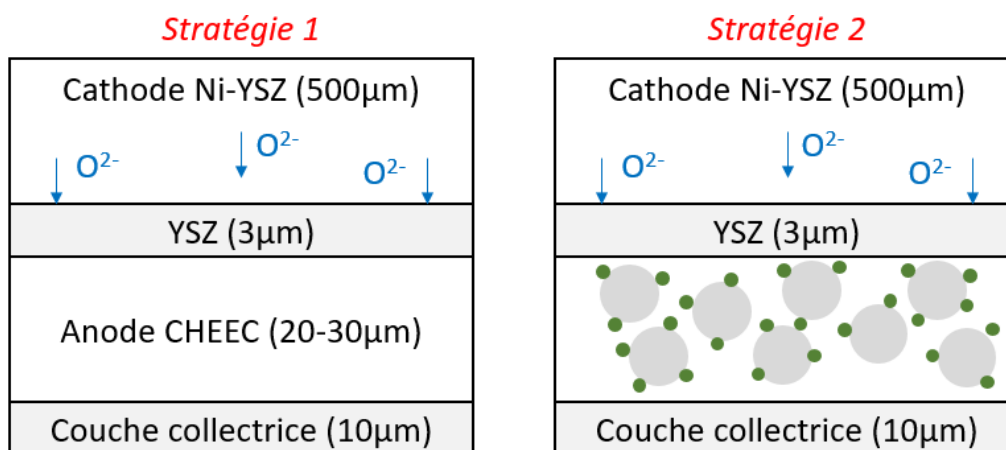 Stratégie 1
Cathode Ni-YSZ (500µm)
O²⁻
O²⁻
O²⁻
YSZ (3µm)
Anode CHEEC (20-30µm)
Couche collectrice (10µm)
Stratégie 2
Cathode Ni-YSZ (500µm)
O²⁻
O²⁻
O²⁻
YSZ (3µm)
Couche collectrice (10µm)